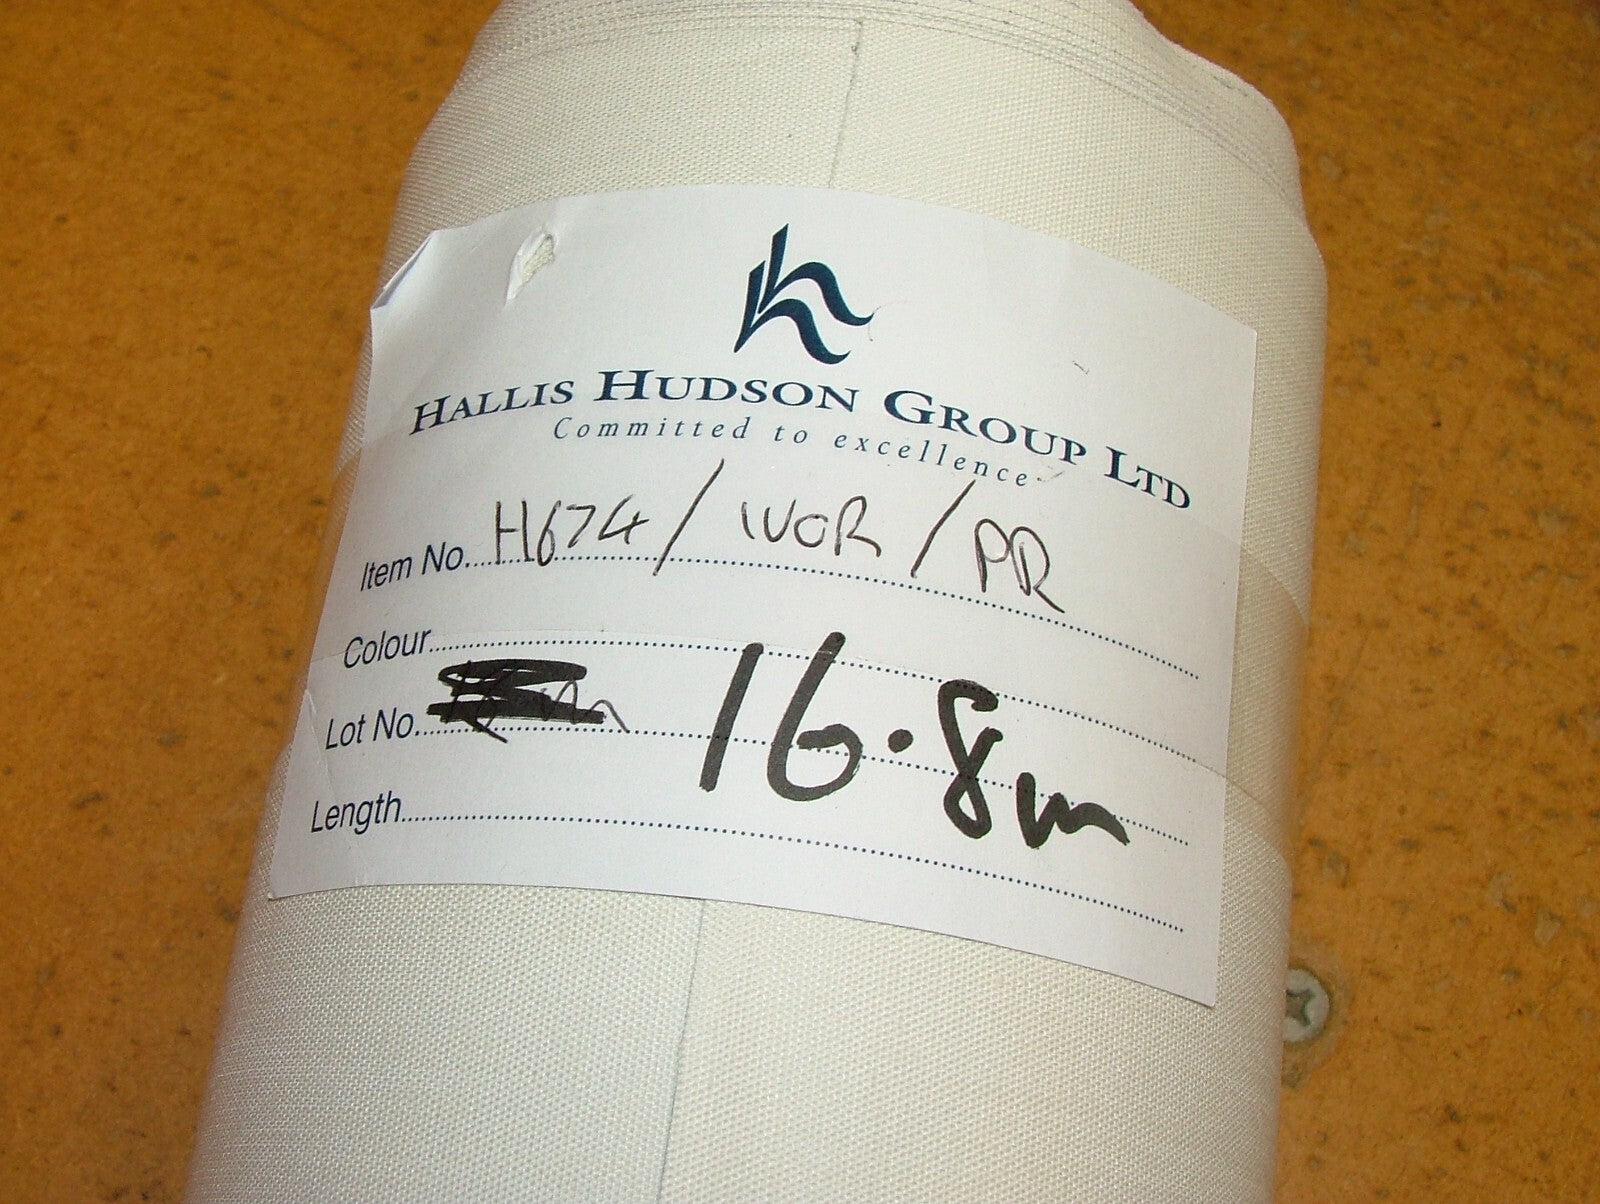 HALLIS HUDSON GROUP LTD
Committed to excellence
Item No. H674 / IVOR / PR
Colour
Lot No.
16.8m
Length